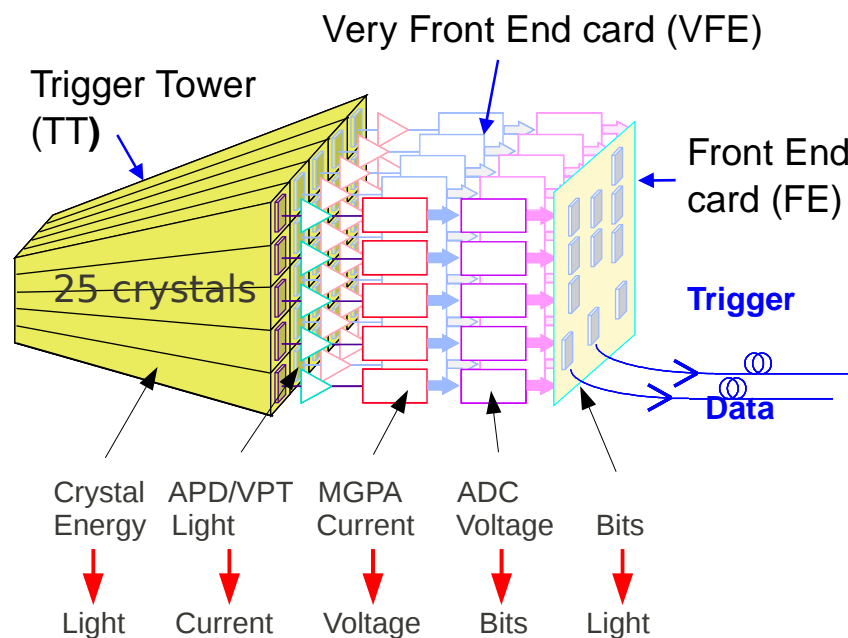 Very Front End card (VFE)
Trigger Tower
(TT)
Front End
card (FE)
25 crystals
Trigger
Data
Crystal
Energy
Light
APD/VPT
Light
Current
MGPA
Current
Voltage
ADC
Voltage
Bits
Bits
Light